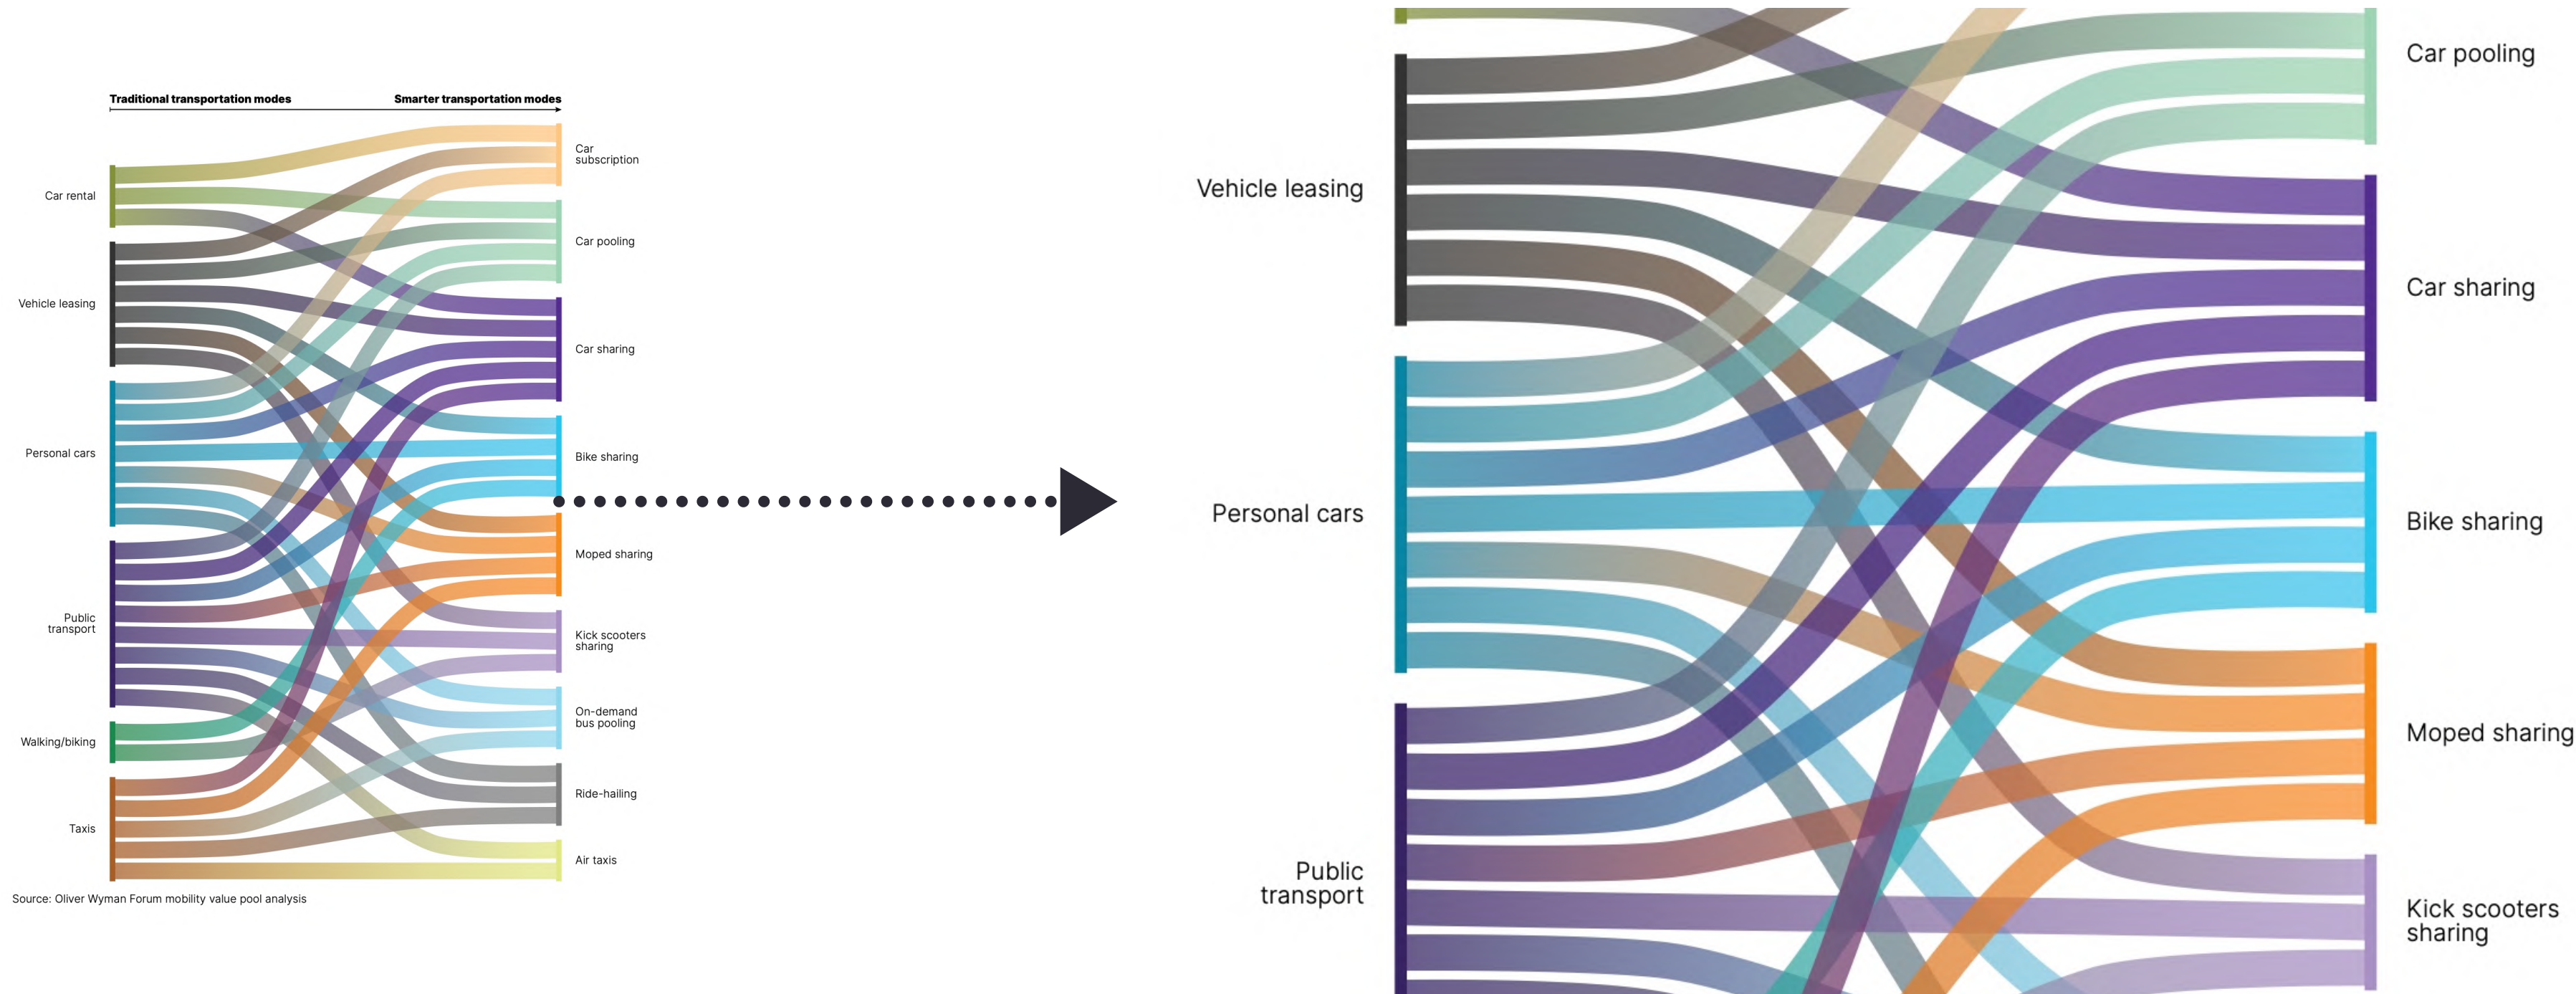 Traditional transportation modes
Smarter transportation modes
Car rental
Vehicle leasing
Personal cars
Public
transport
Walking/biking
Taxis
Car
subscription
Car pooling
Car sharing
Bike sharing
Moped sharing
Kick scooters
sharing
On-demand
bus pooling
Ride-hailing
Air taxis
Source: Oliver Wyman Forum mobility value pool analysis
Vehicle leasing
Personal cars
Public
transport
Car pooling
Car sharing
Bike sharing
Moped sharing
Kick scooters
sharing